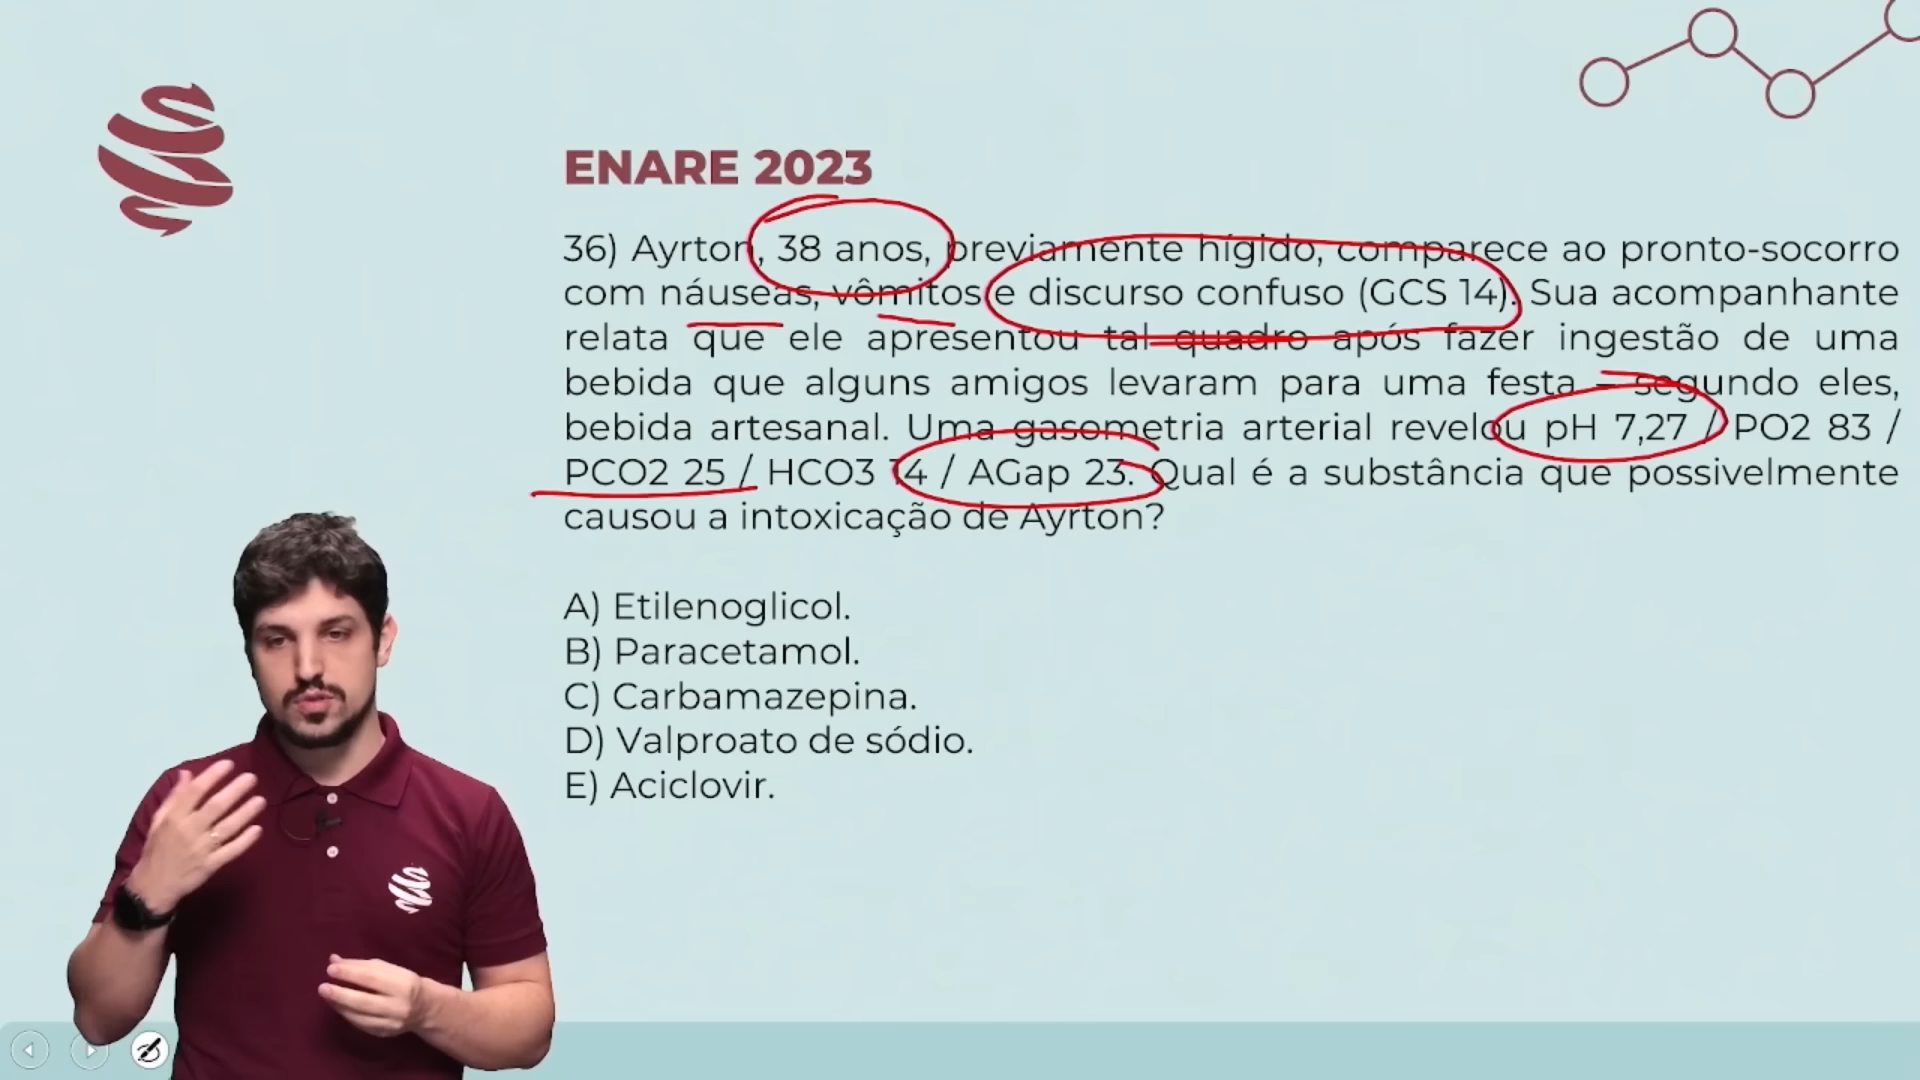 ENARE 2023
36) Ayrton, 38 anos, previamente hígido, comparece ao pronto-socorro
com náuseas, vômitos e discurso confuso (GCS 14). Sua acompanhante
relata que ele apresentou tal quadro após fazer ingestão de uma
bebida que alguns amigos levaram para uma festa – segundo eles,
bebida artesanal. Uma gasometria arterial revelou pH 7,27 / PO2 83 /
PCO2 25 / HCO3 14 / AGap 23. Qual é a substância que possivelmente
causou a intoxicação de Ayrton?
A) Etilenoglicol.
B) Paracetamol.
C) Carbamazepina.
D) Valproato de sódio.
E) Aciclovir.